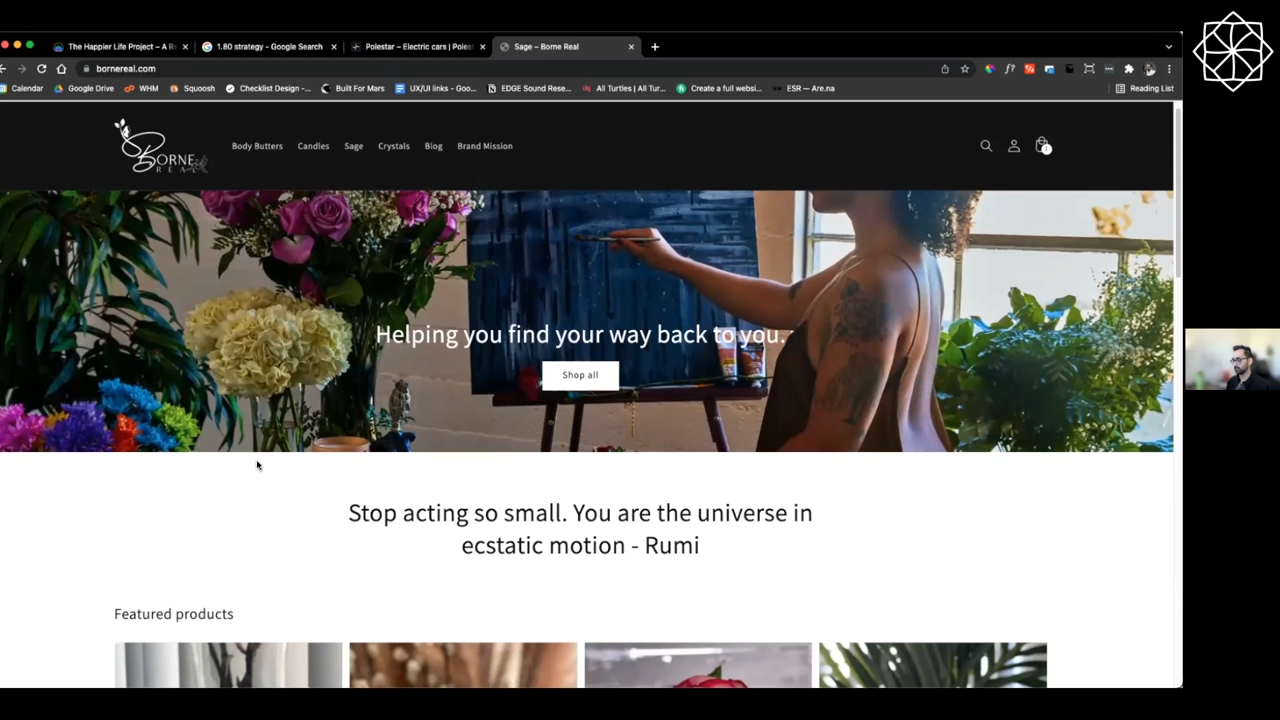 The Happier Life Project – A R
1.80 strategy - Google Search
Polestar – Electric cars | Poles
Sage – Borne Real
bornereal.com
Calendar
Google Drive
WHM
Squoosh
Checklist Design -...
Built For Mars
UX/UI links - Goo...
EDGE Sound Rese...
All Turtles | All Tur...
Create a full websi...
ESR — Are.na
Reading List
BORNE
REAL
Body Butters
Candles
Sage
Crystals
Blog
Brand Mission
1
Helping you find your way back to you.
Shop all
Stop acting so small. You are the universe in
ecstatic motion - Rumi
Featured products